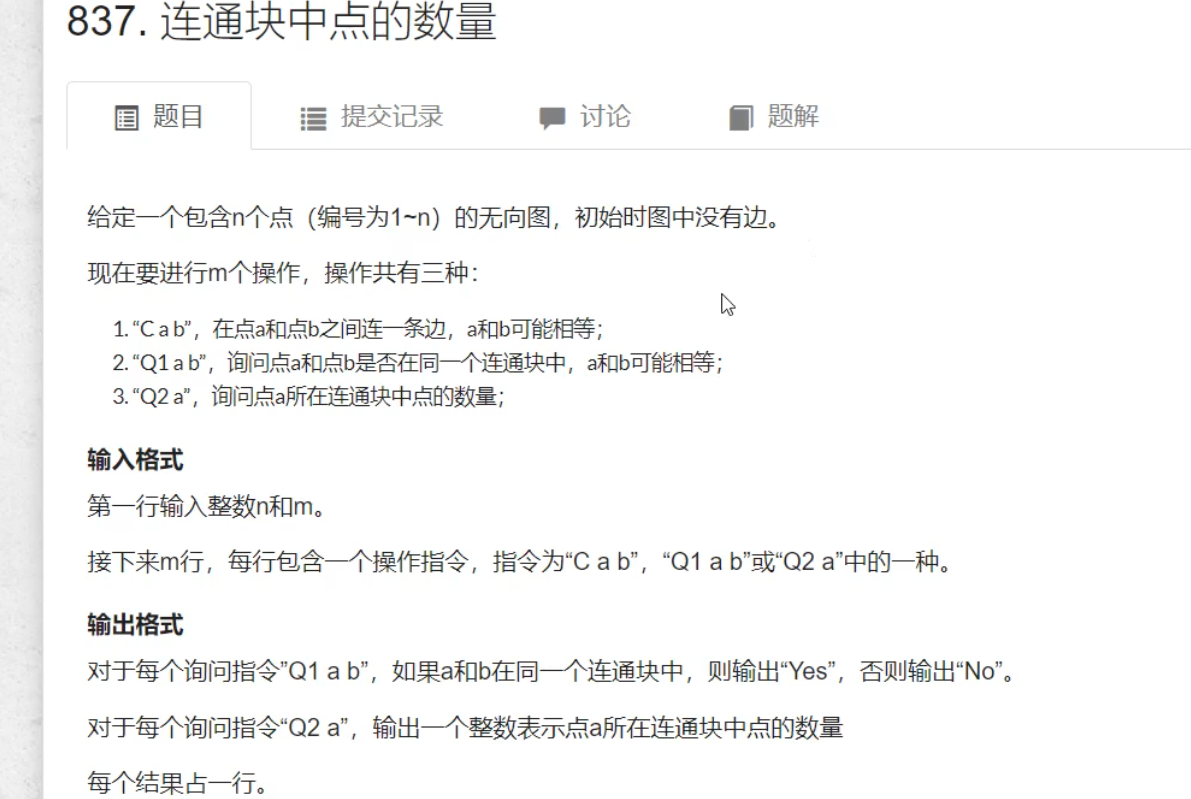 837. 连通块中点的数量
题目 提交记录 讨论 题解
给定一个包含n个点（编号为1~n）的无向图，初始时图中没有边。
现在要进行m个操作，操作共有三种：
1. “C a b”，在点a和点b之间连一条边，a和b可能相等；
2. “Q1 a b”，询问点a和点b是否在同一个连通块中，a和b可能相等；
3. “Q2 a”，询问点a所在连通块中点的数量；
输入格式
第一行输入整数n和m。
接下来m行，每行包含一个操作指令，指令为“C a b”，“Q1 a b”或“Q2 a”中的一种。
输出格式
对于每个询问指令”Q1 a b”，如果a和b在同一个连通块中，则输出“Yes”，否则输出“No”。
对于每个询问指令“Q2 a”，输出一个整数表示点a所在连通块中点的数量
每个结果占一行。